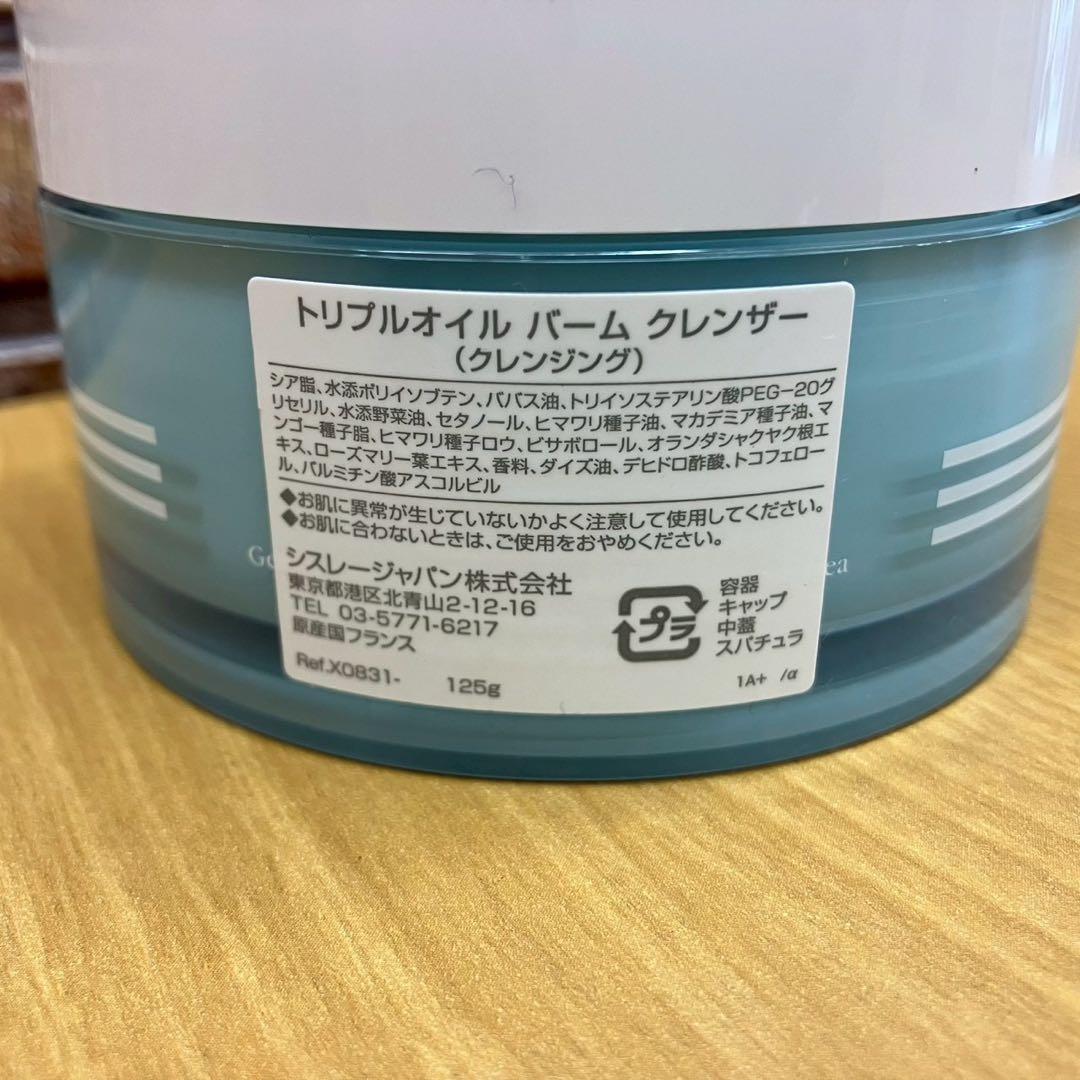 トリプルオイル バーム クレンザー
(クレンジング)
シア脂、水添ポリイソブテン、ババス油、トリイソステアリン酸PEG－20グ
リセリル、水添野菜油、セタノール、ヒマワリ種子油、マカデミア種子油、マ
ンゴー種子脂、ヒマワリ種子ロウ、ビサボロール、オランダシャクヤク根エ
キス、ローズマリー葉エキス、香料、ダイズ油、デヒドロ酢酸、トコフェロー
ル、パルミチン酸アスコルビル
◆お肌に異常が生じていないかよく注意して使用してください。
◆お肌に合わないときは、ご使用をおやめください。
シスレージャパン株式会社
東京都港区北青山2-12-16
TEL 03-5771-6217
原産国フランス
プラ
容器
キャップ
中蓋
スパチュラ
Ref.X0831- 125g 1A+ /α